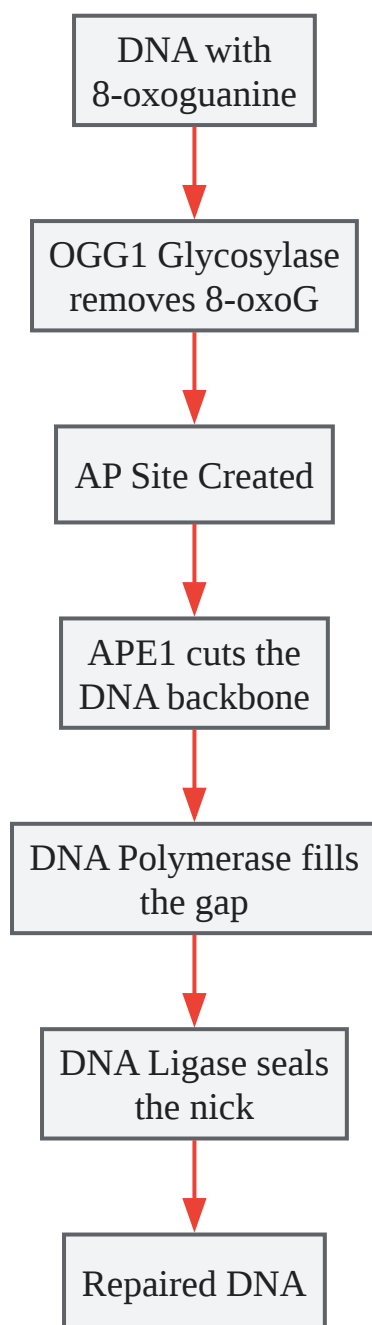 DNA with
8-oxoguanine
OGG1 Glycosylase
removes 8-oxoG
AP Site Created
APE1 cuts the
DNA backbone
DNA Polymerase fills
the gap
DNA Ligase seals
the nick
Repaired DNA